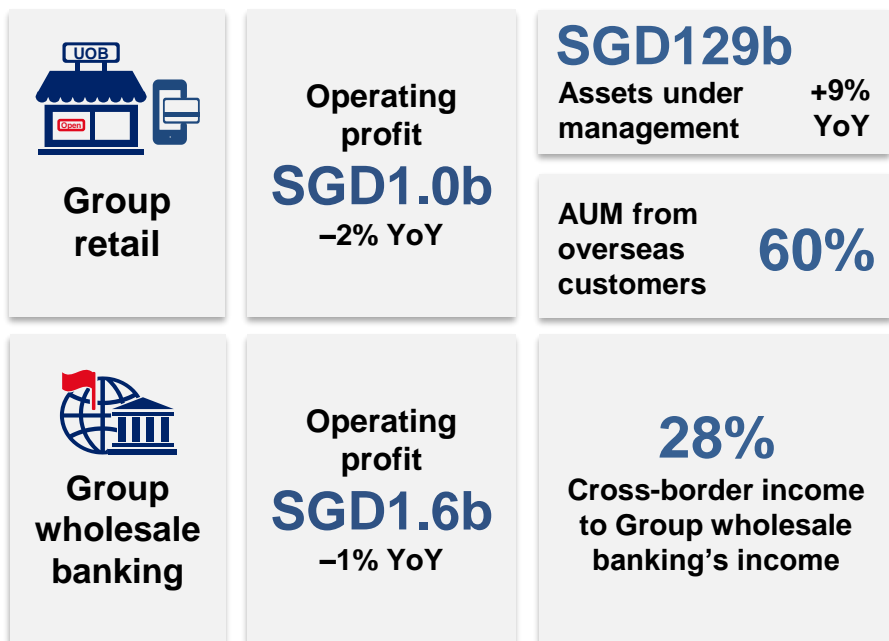 UOB
Open
Group
retail
Operating
profit
SGD1.0b
–2% YoY
SGD129b
Assets under
management
+9%
YoY
AUM from
overseas
customers
60%
Group
wholesale
banking
Operating
profit
SGD1.6b
–1% YoY
28%
Cross-border income
to Group wholesale
banking’s income